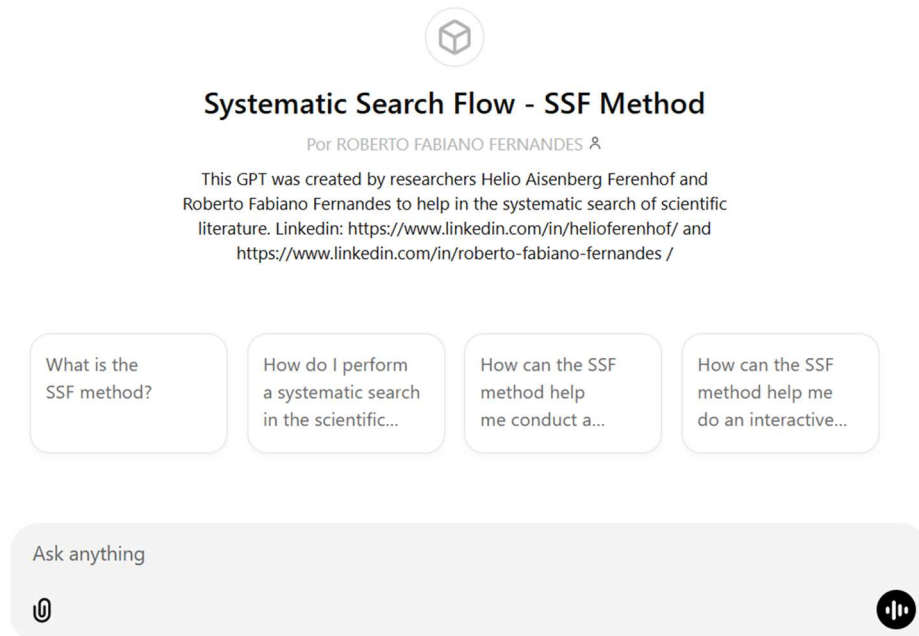 Systematic Search Flow - SSF Method
Por ROBERTO FABIANO FERNANDES
This GPT was created by researchers Helio Aisenberg Ferenhof and
Roberto Fabiano Fernandes to help in the systematic search of scientific
literature. Linkedin: https://www.linkedin.com/in/helioferenhof/ and
https://www.linkedin.com/in/roberto-fabiano-fernandes /
What is the
SSF method?
How do I perform
a systematic search
in the scientific...
How can the SSF
method help
me conduct a...
How can the SSF
method help me
do an interactive...
Ask anything